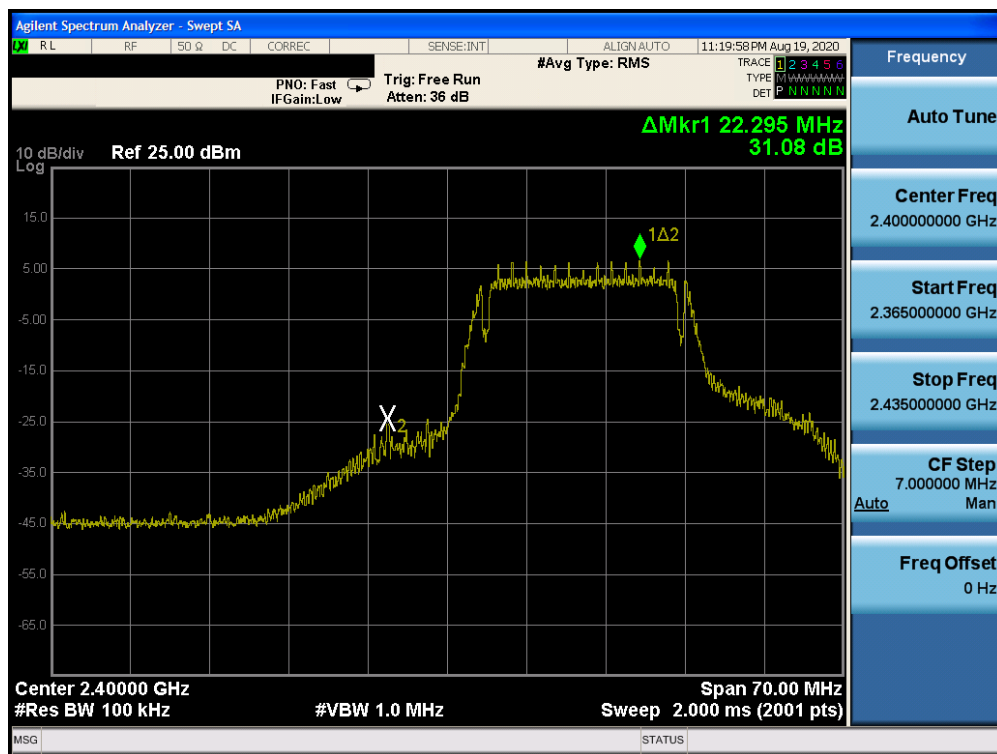 Agilent Spectrum Analyzer - Swept SA
LXI RL RF 50 Ω DC CORREC SENSE:INT ALIGN AUTO 11:19:58 PM Aug 19, 2020
#Avg Type: RMS
TRACE 1 2 3 4 5 6
PNO: Fast Trig: Free Run
TYPE M W W W W W
IFGain:Low Atten: 36 dB
DET P N N N N N
ΔMkr1 22.295 MHz
31.08 dB
10 dB/div Ref 25.00 dBm
Log
15.0
5.00
-5.00
-15.0
-25.0
-35.0
-45.0
-55.0
-65.0
1Δ2
X2
Center 2.40000 GHz Span 70.00 MHz
#Res BW 100 kHz #VBW 1.0 MHz Sweep 2.000 ms (2001 pts)
MSG STATUS
Frequency
Auto Tune
Center Freq
2.400000000 GHz
Start Freq
2.365000000 GHz
Stop Freq
2.435000000 GHz
CF Step
7.000000 MHz
Auto Man
Freq Offset
0 Hz